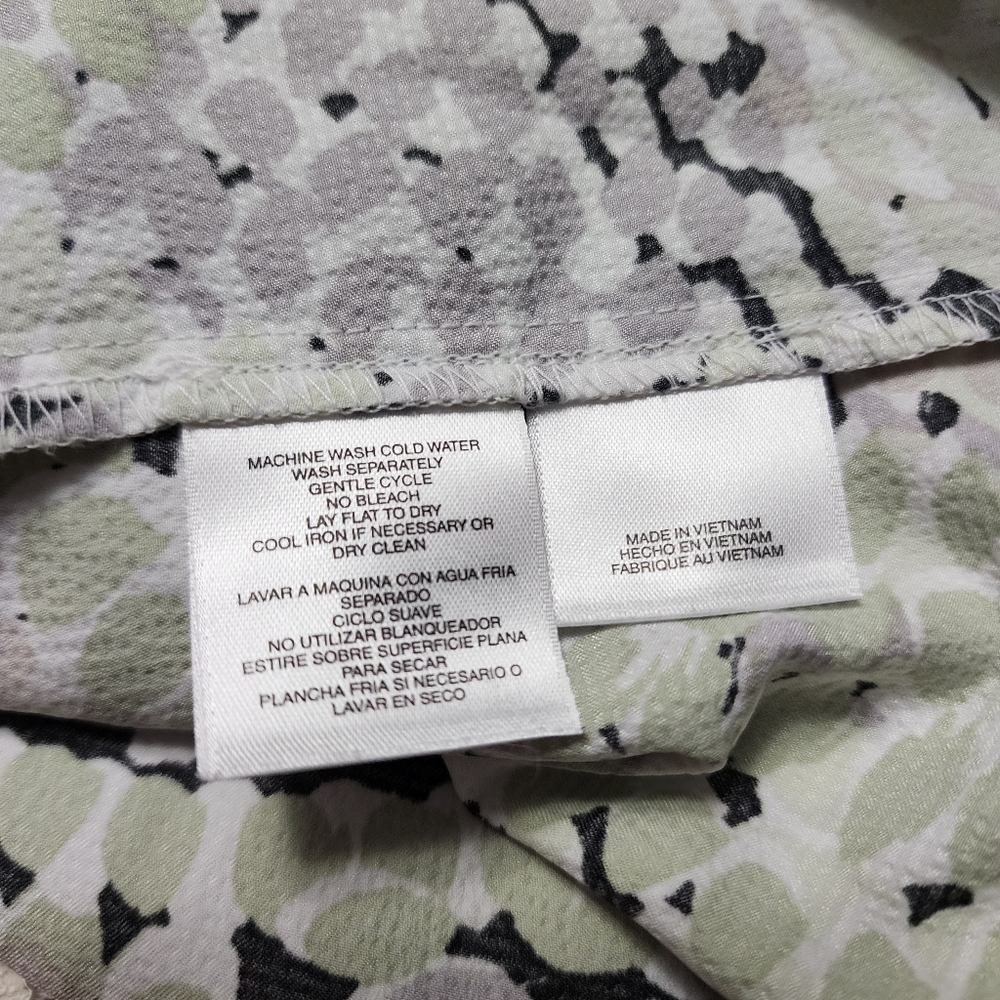 MACHINE WASH COLD WATER
WASH SEPARATELY
GENTLE CYCLE
NO BLEACH
LAY FLAT TO DRY
COOL IRON IF NECESSARY OR
DRY CLEAN
LAVAR A MAQUINA CON AGUA FRIA
SEPARADO
CICLO SUAVE
NO UTILIZAR BLANQUEADOR
ESTIRE SOBRE SUPERFICIE PLANA
PARA SECAR
PLANCHA FRIA SI NECESARIO O
LAVAR EN SECO
MADE IN VIETNAM
HECHO EN VIETNAM
FABRIQUE AU VIETNAM